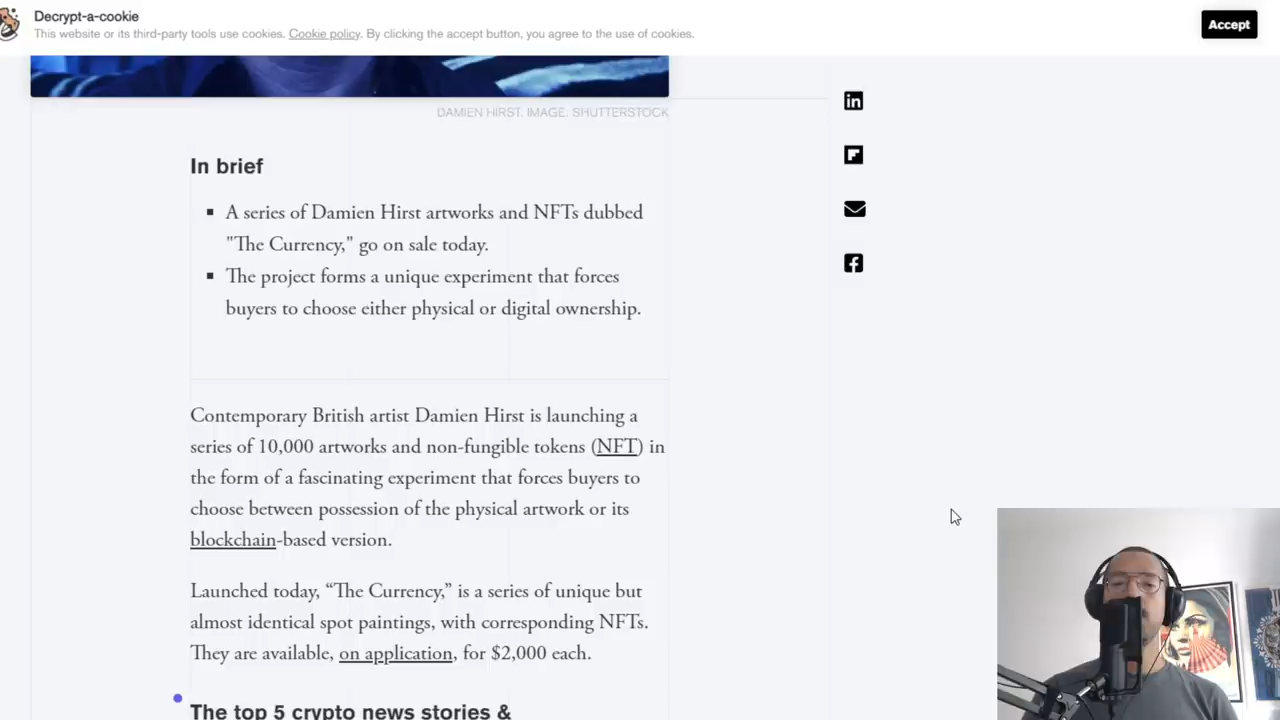 Decrypt-a-cookie
This website or its third-party tools use cookies. Cookie policy. By clicking the accept button, you agree to the use of cookies.
Accept
DAMIEN HIRST. IMAGE. SHUTTERSTOCK
In brief
▪ A series of Damien Hirst artworks and NFTs dubbed
"The Currency," go on sale today.
▪ The project forms a unique experiment that forces
buyers to choose either physical or digital ownership.
Contemporary British artist Damien Hirst is launching a
series of 10,000 artworks and non-fungible tokens (NFT) in
the form of a fascinating experiment that forces buyers to
choose between possession of the physical artwork or its
blockchain-based version.
Launched today, “The Currency,” is a series of unique but
almost identical spot paintings, with corresponding NFTs.
They are available, on application, for $2,000 each.
The top 5 crypto news stories &